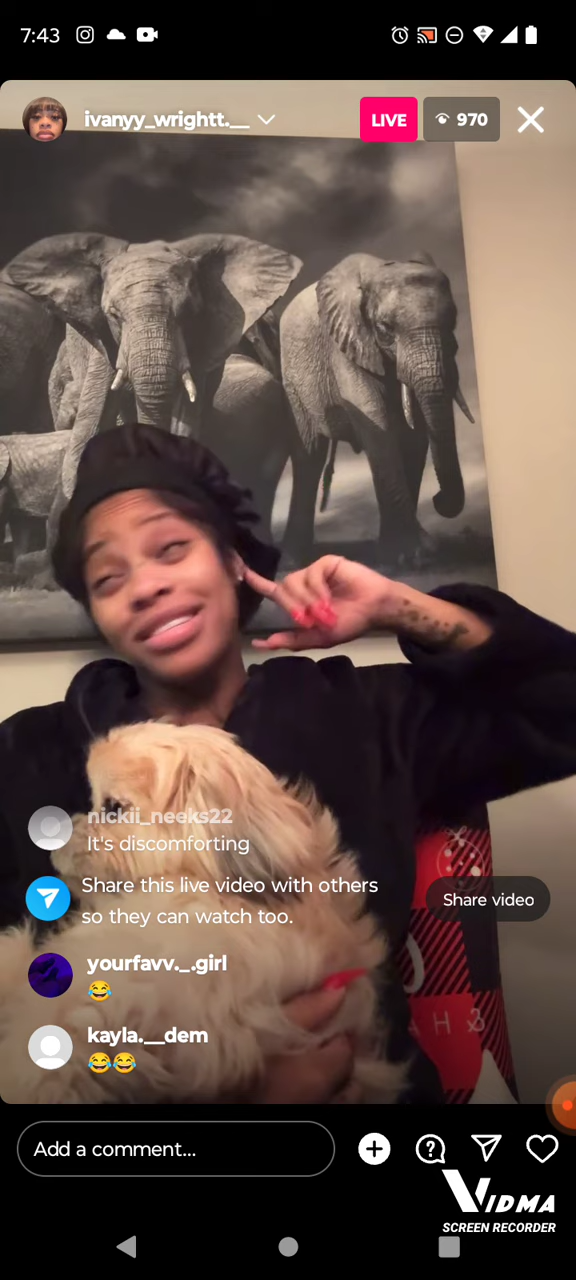 7:43
ivanyy_wrightt.__
LIVE
970
nickii_neeks22
It's discomforting
Share this live video with others
so they can watch too.
Share video
yourfavv._.girl
😂
kayla.__dem
😂😂
Add a comment...
VIDMA
SCREEN RECORDER